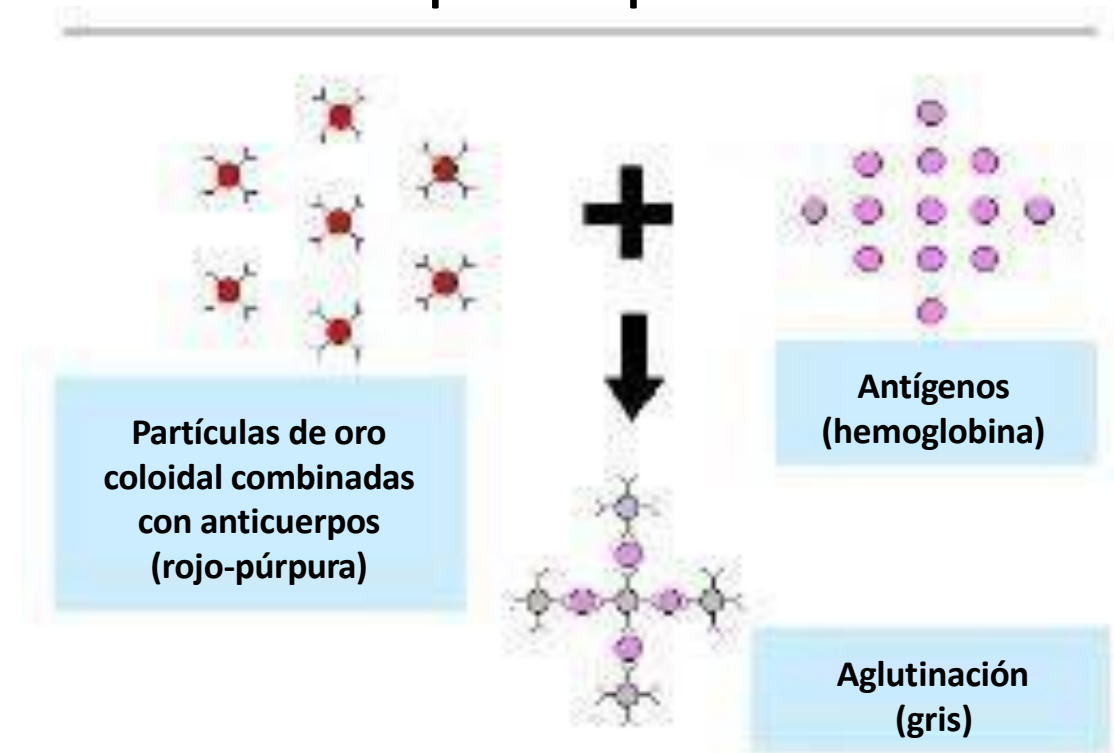 Partículas de oro
coloidal combinadas
con anticuerpos
(rojo-púrpura)
Antígenos
(hemoglobina)
Aglutinación
(gris)